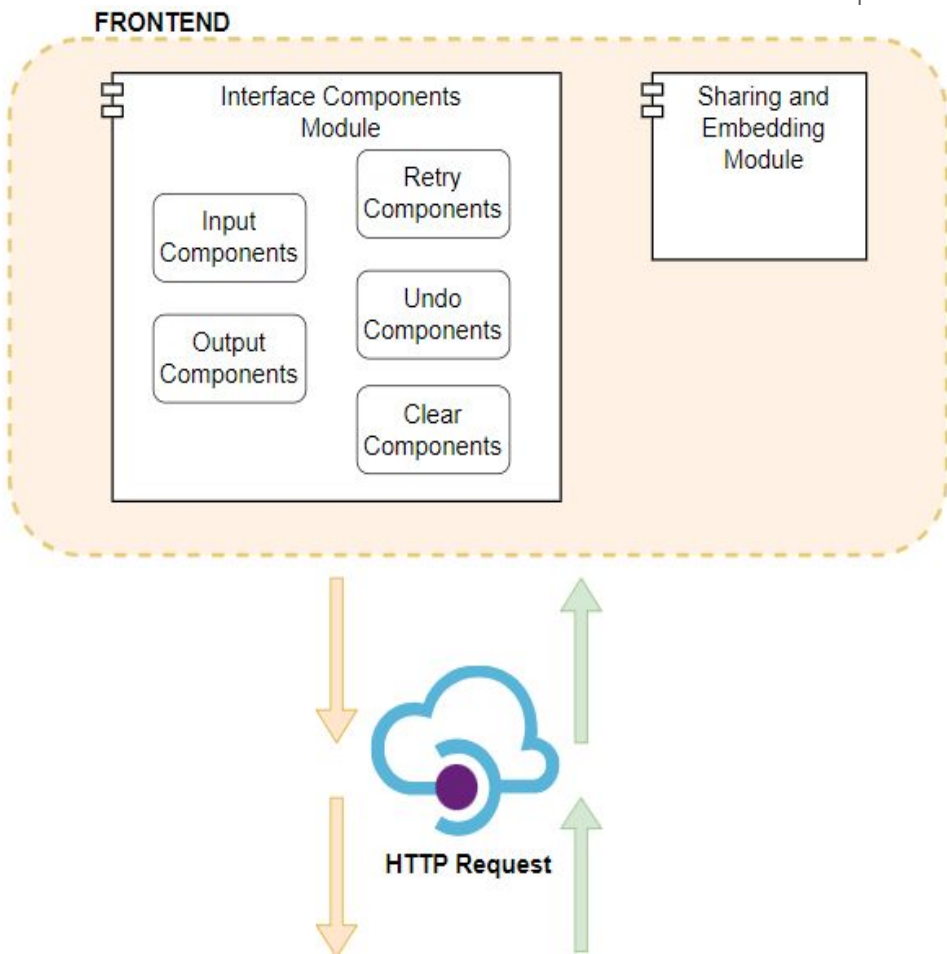 FRONTEND
Interface Components
Module
Input
Components
Output
Components
Retry
Components
Undo
Components
Clear
Components
Sharing and
Embedding
Module
HTTP Request